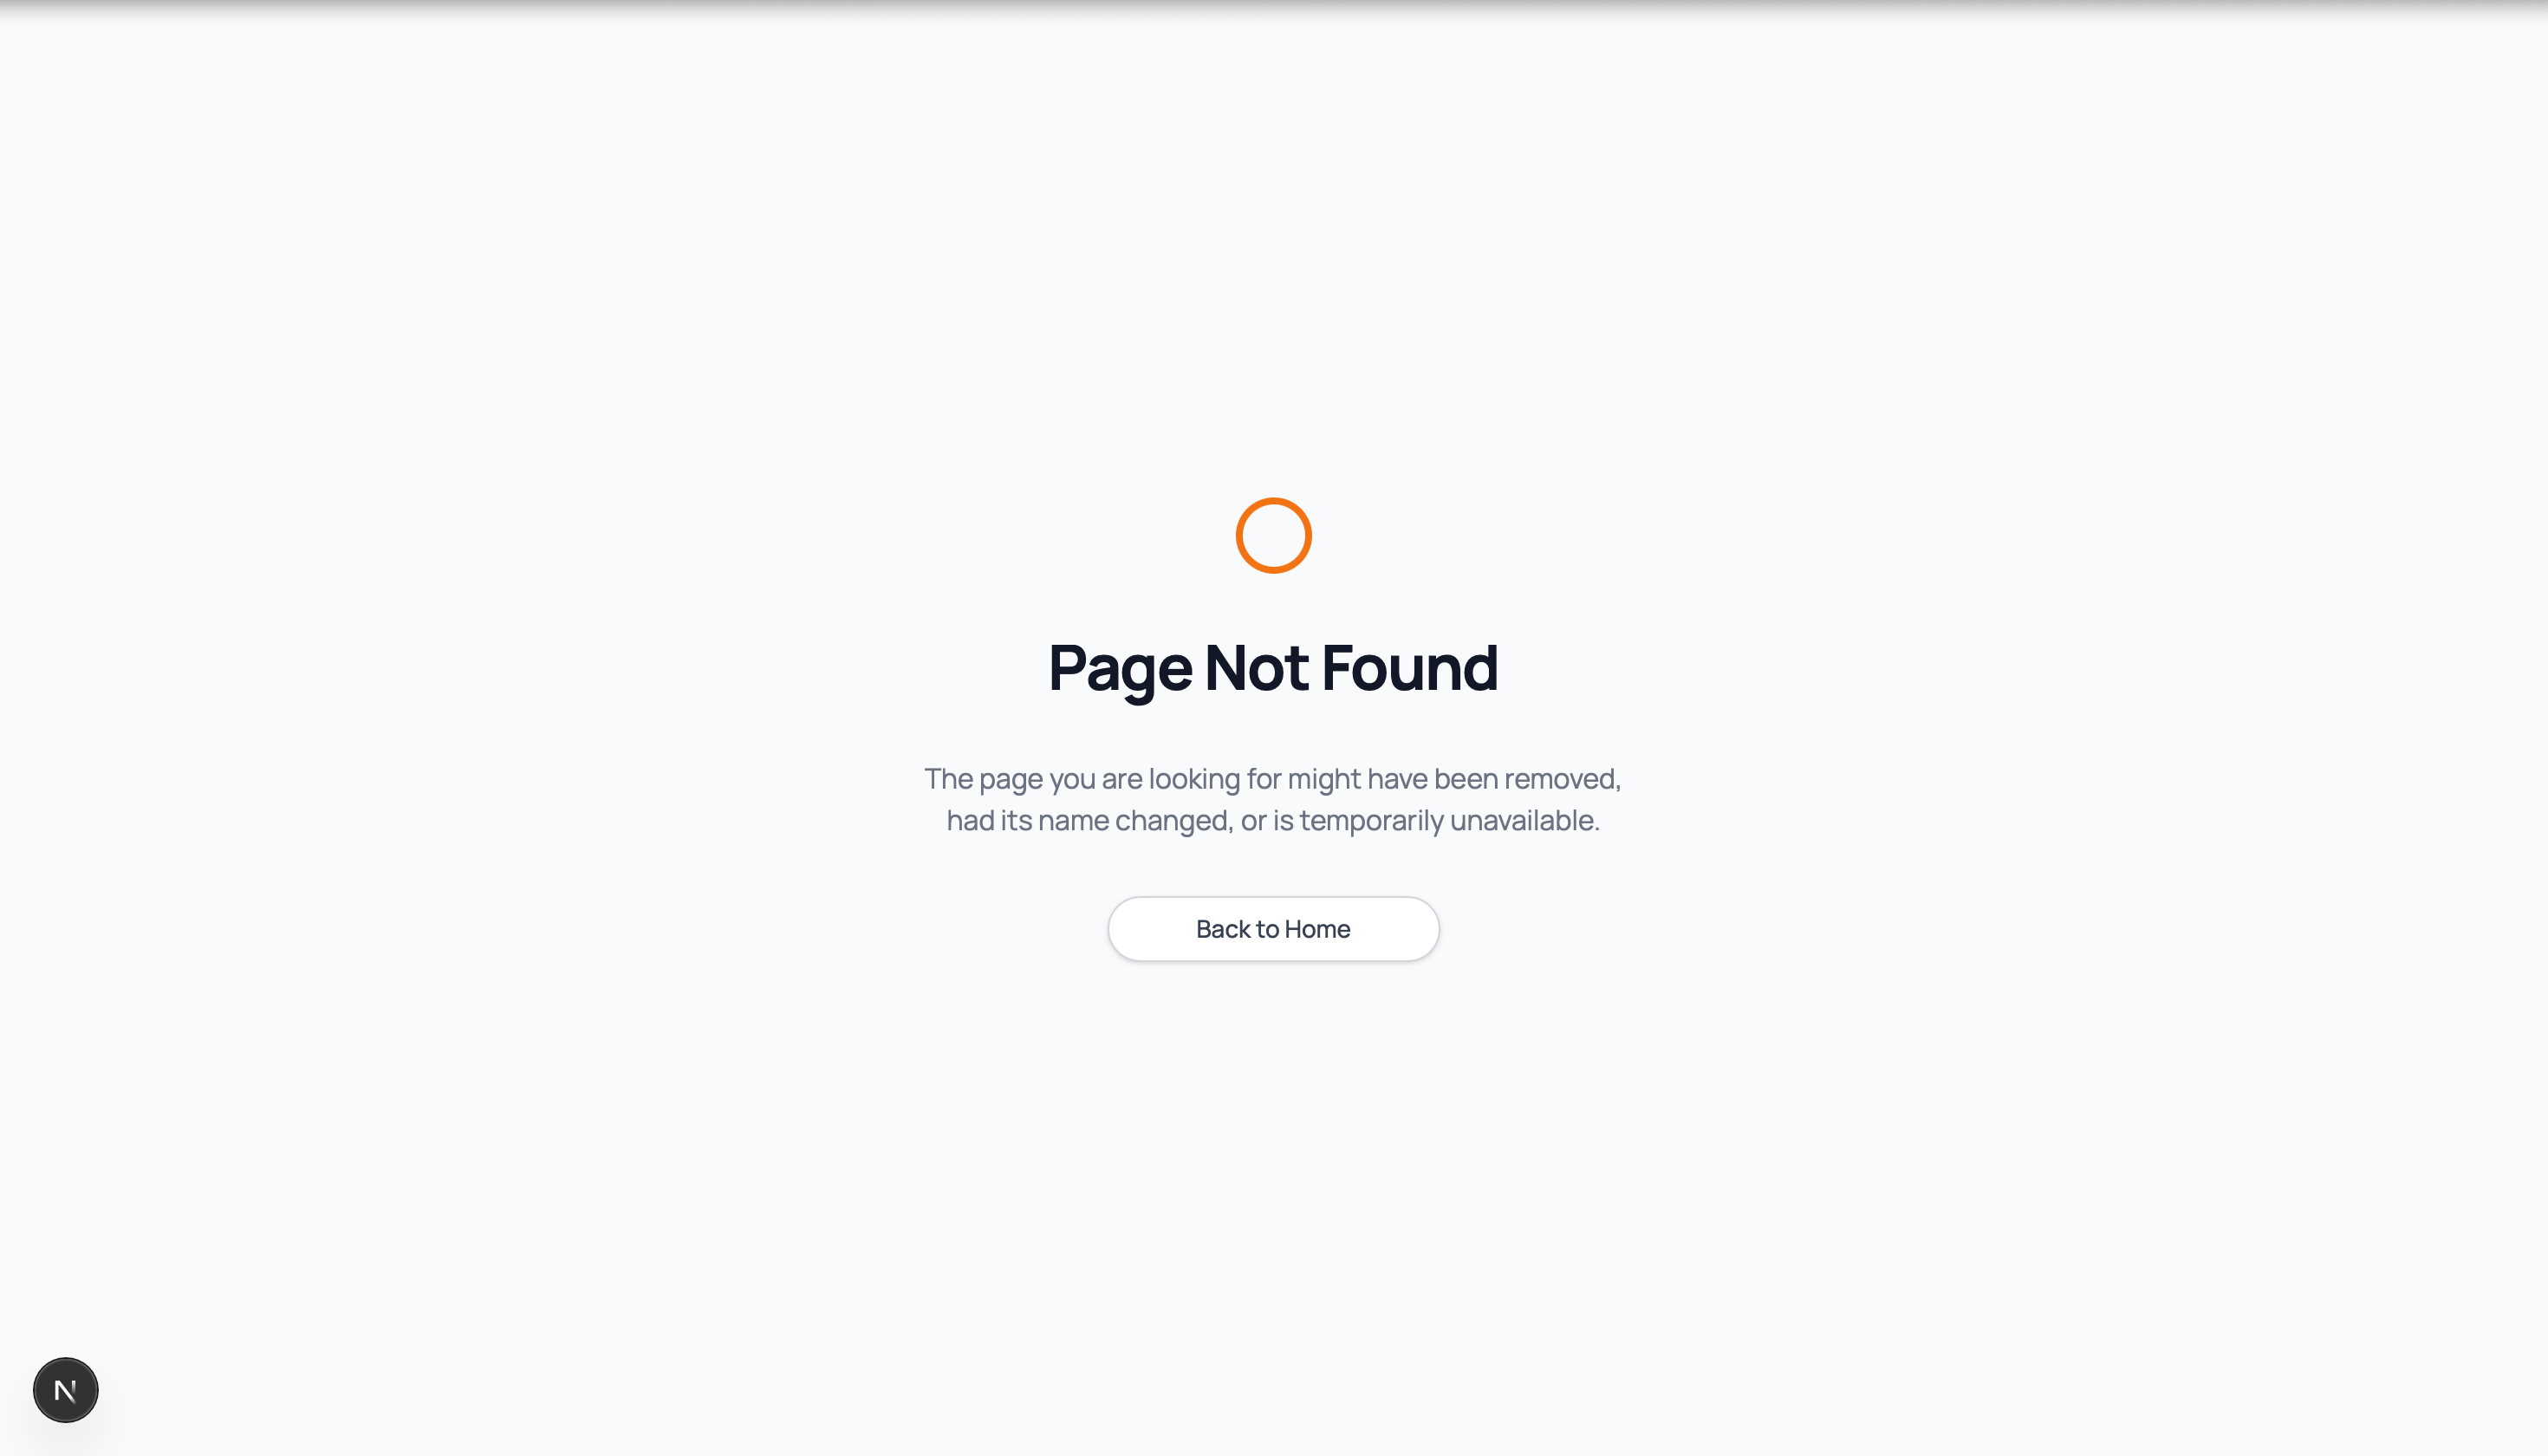 Page Not Found
The page you are looking for might have been removed,
had its name changed, or is temporarily unavailable.
Back to Home
N